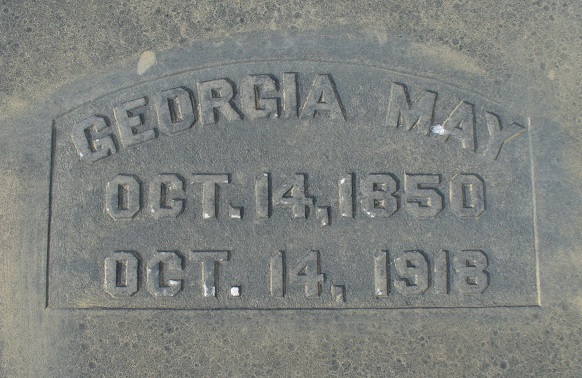 GEORGIA MAY
OCT. 14, 1850
OCT. 14, 1918